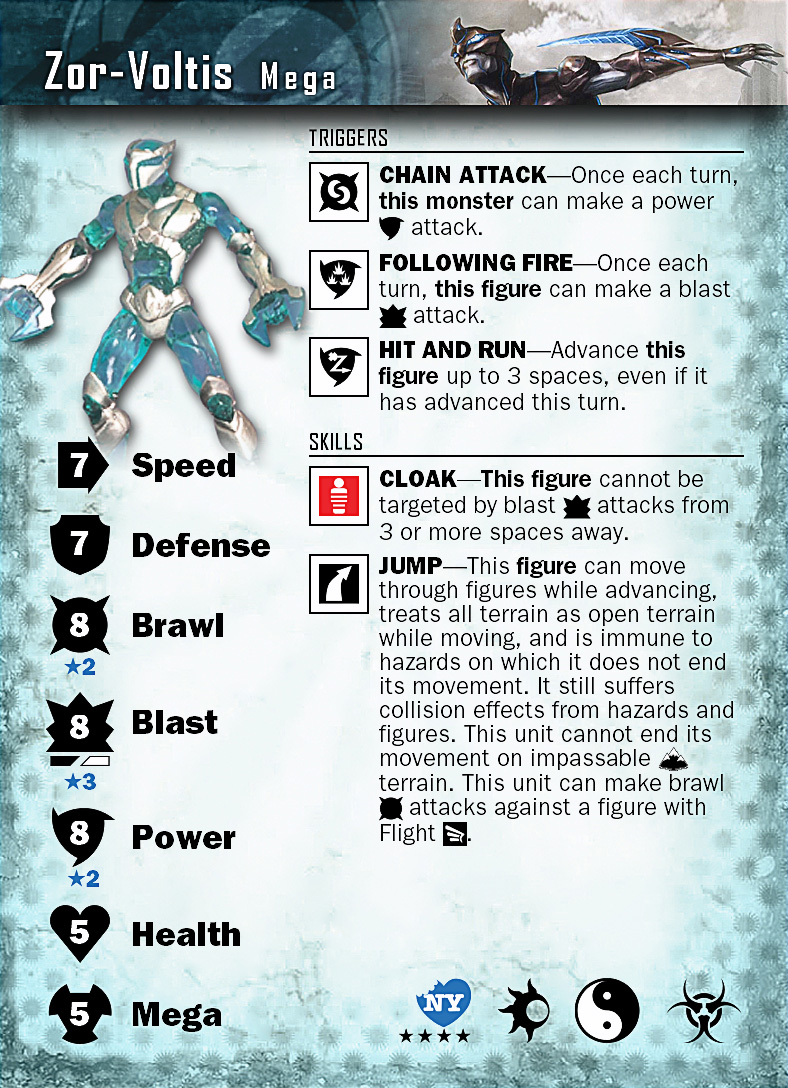 Zor-Voltis Mega
TRIGGERS
CHAIN ATTACK—Once each turn,
this monster can make a power
attack.
FOLLOWING FIRE—Once each
turn, this figure can make a blast
attack.
HIT AND RUN—Advance this
figure up to 3 spaces, even if it
has advanced this turn.
SKILLS
CLOAK—This figure cannot be
targeted by blast attacks from
3 or more spaces away.
JUMP—This figure can move
through figures while advancing,
treats all terrain as open terrain
while moving, and is immune to
hazards on which it does not end
its movement. It still suffers
collision effects from hazards and
figures. This unit cannot end its
movement on impassable
terrain. This unit can make brawl
attacks against a figure with
Flight .
7 Speed
7 Defense
8 Brawl
★2
8 Blast
★3
8 Power
★2
5 Health
5 Mega
NY
★★★★